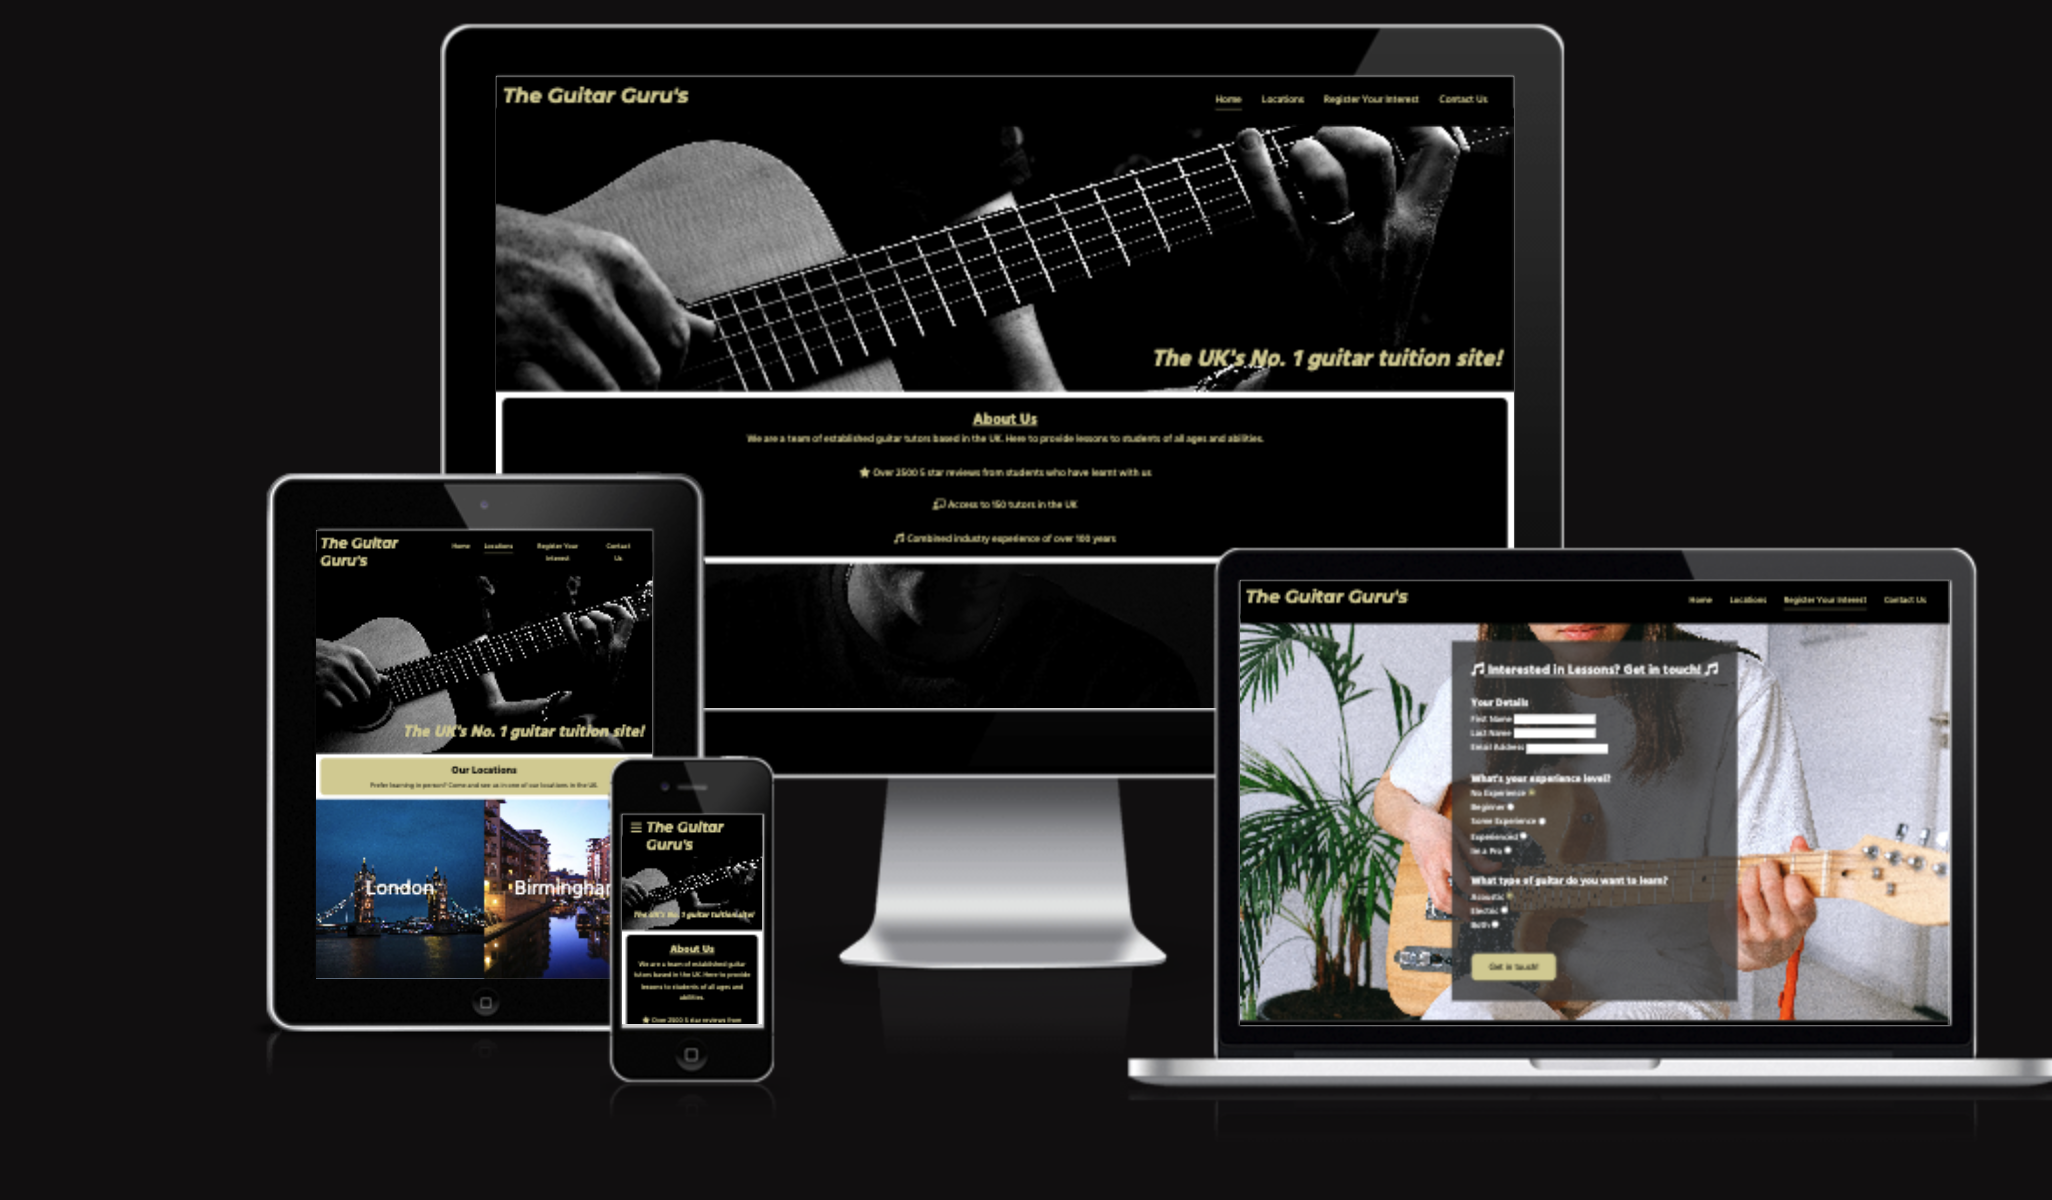 The Guitar Guru's
Home Locations Register Your Interest Contact Us
The UK's No. 1 guitar tuition site!
About Us
We are a team of established guitar tutors based in the UK. Here to provide lessons to students of all ages and abilities.
Over 2500 5 star reviews from students who have learnt with us
Access to 150 tutors in the UK
Combined industry experience of over 100 years
The Guitar
Guru's
Home Locations Register Your
Interest Contact
Us
The UK's No. 1 guitar tuition site!
Our Locations
Prefer learning in person? Come and see us in one of our locations in the UK.
London
Birmingha
The Guitar
Guru's
The UK's No. 1 guitar tuition site!
About Us
We are a team of established guitar
tutors based in the UK. Here to provide
lessons to students of all ages and
abilities.
Over 2500 5 star reviews from
The Guitar Guru's
Home Locations Register Your Interest Contact Us
Interested in Lessons? Get in touch!
Your Details
First Name
Last Name
Email Address
What's your experience level?
No Experience
Beginner
Some Experience
Experienced
Im a Pro
What type of guitar do you want to learn?
Acoustic
Electric
Both
Get in touch!